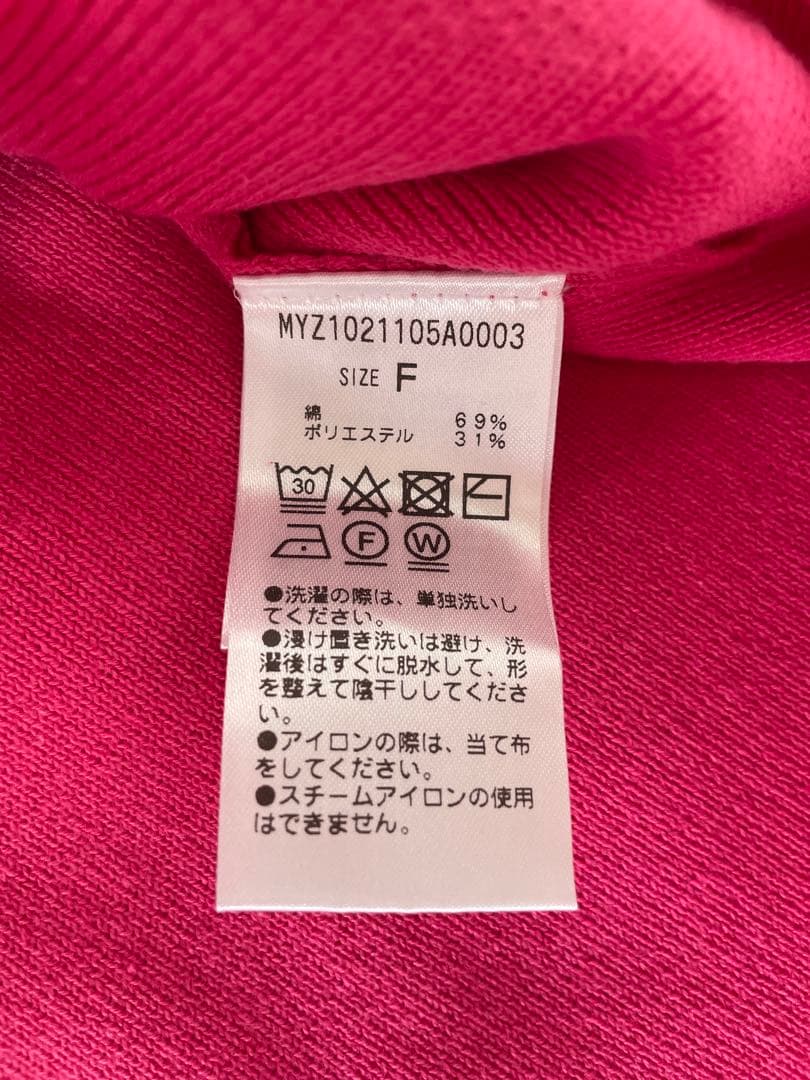 MYZ1021105A0003
SIZE F
綿 69%
ポリエステル 31%
30
F W
●洗濯の際は、単独洗いし
てください。
●浸け置き洗いは避け、洗
濯後はすぐに脱水して、形
を整えて陰干ししてくださ
い。
●アイロンの際は、当て布
をしてください。
●スチームアイロンの使用
はできません。